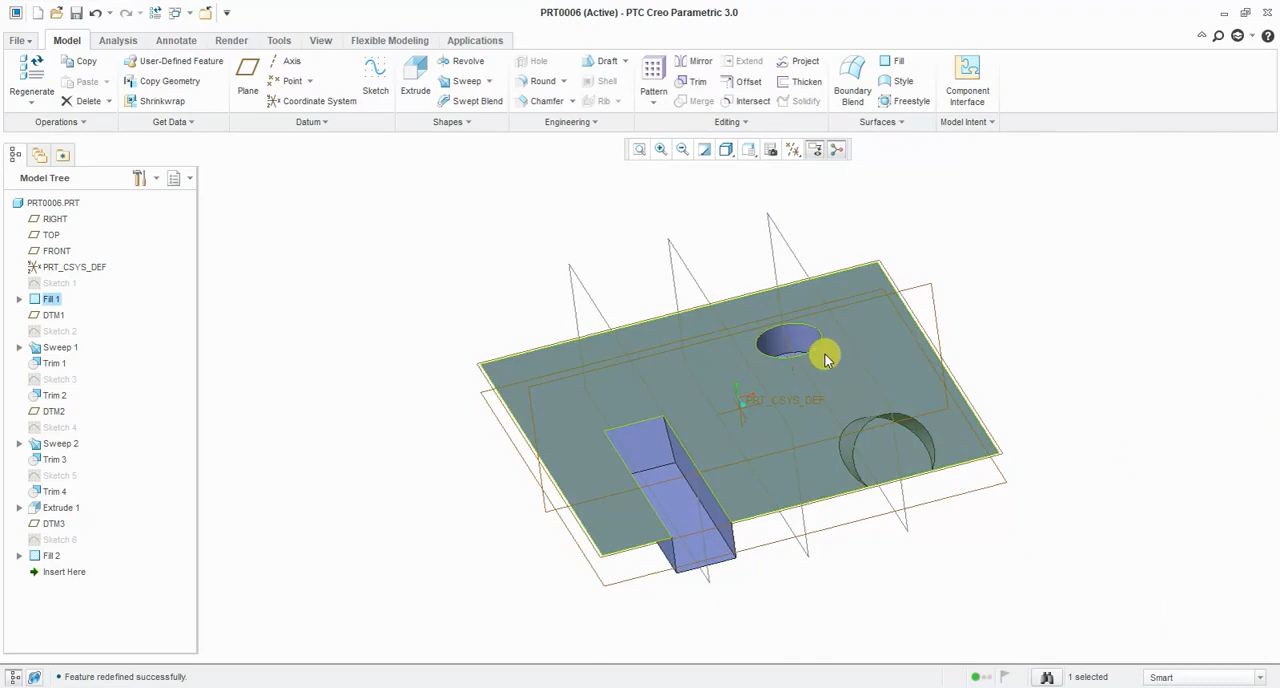 PRT0006 (Active) - PTC Creo Parametric 3.0
File Model Analysis Annotate Render Tools View Flexible Modeling Applications
Copy User-Defined Feature Axis Revolve Hole Draft Mirror Extend Project Fill
Paste Copy Geometry Point Sweep Round Shell Trim Offset Thicken Style
Regenerate Plane Sketch Extrude Pattern Boundary Blend Component Interface
Delete Shrinkwrap Coordinate System Swept Blend Chamfer Rib Merge Intersect Solidify Freestyle
Operations Get Data Datum Shapes Engineering Editing Surfaces Model Intent
Model Tree
PRT0006.PRT
RIGHT
TOP
FRONT
PRT_CSYS_DEF
Sketch 1
Fill 1
DTM1
Sketch 2
Sweep 1
Trim 1
Sketch 3
Trim 2
DTM2
Sketch 4
Sweep 2
Trim 3
Sketch 5
Trim 4
Extrude 1
DTM3
Sketch 6
Fill 2
Insert Here
PRT_CSYS_DEF
Feature redefined successfully.
1 selected
Smart